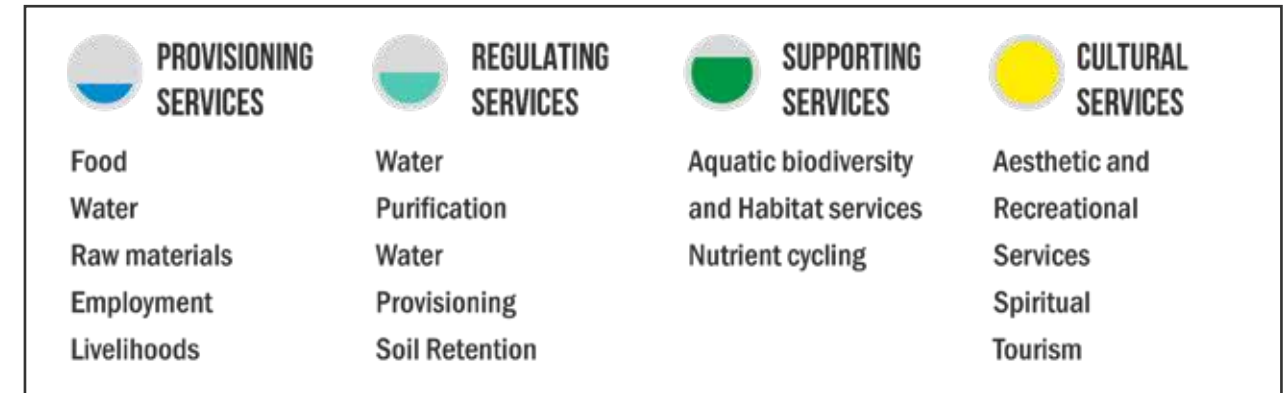 PROVISIONING
SERVICES
Food
Water
Raw materials
Employment
Livelihoods
REGULATING
SERVICES
Water
Purification
Water
Provisioning
Soil Retention
SUPPORTING
SERVICES
Aquatic biodiversity
and Habitat services
Nutrient cycling
CULTURAL
SERVICES
Aesthetic and
Recreational
Services
Spiritual
Tourism